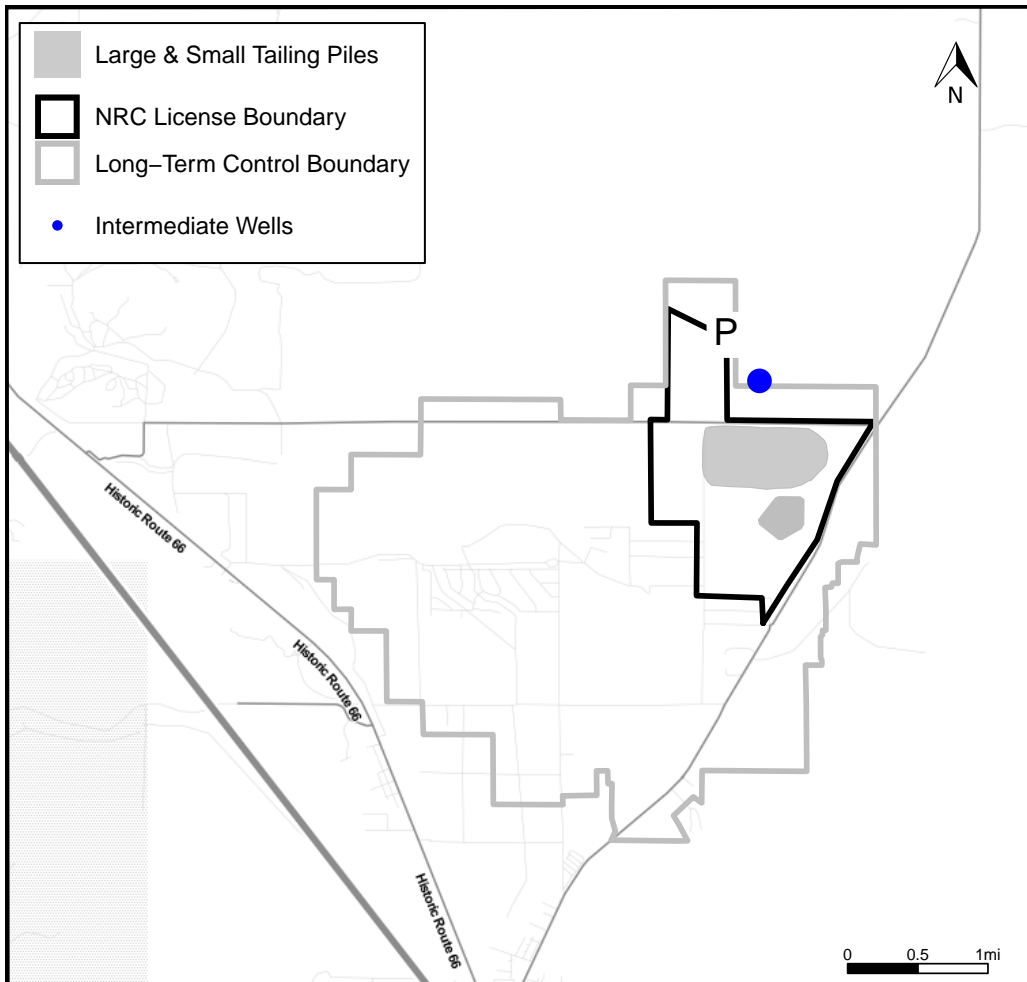 Large & Small Tailing Piles
NRC License Boundary
Long−Term Control Boundary
Intermediate Wells
N
P
Historic Route 66
Historic Route 66
Historic Route 66
0 0.5 1mi